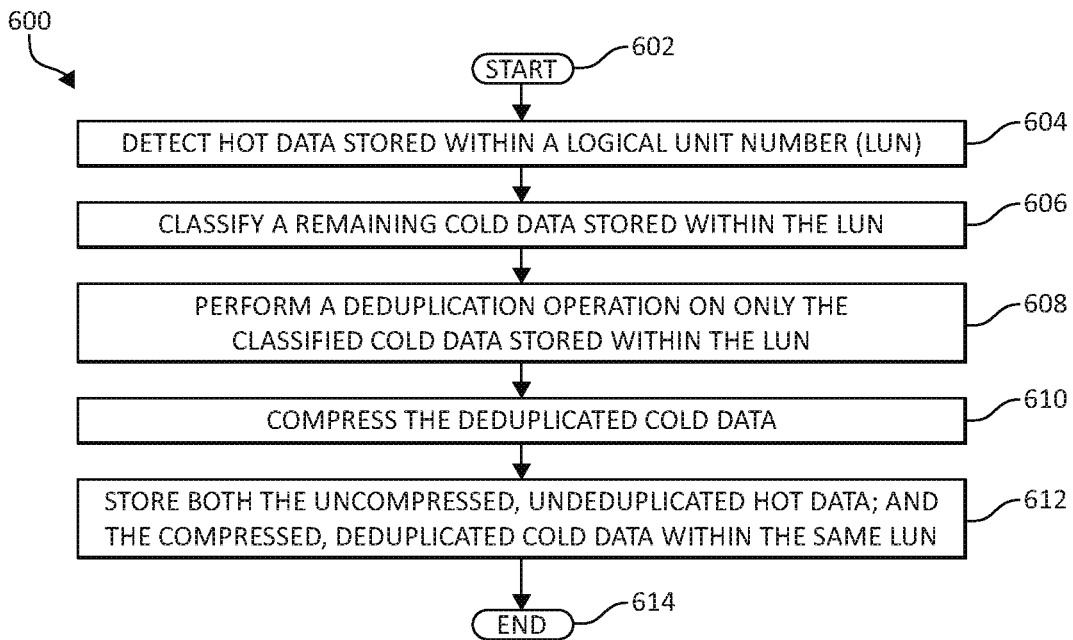 600
START
602
DETECT HOT DATA STORED WITHIN A LOGICAL UNIT NUMBER (LUN)
604
CLASSIFY A REMAINING COLD DATA STORED WITHIN THE LUN
606
PERFORM A DEDUPLICATION OPERATION ON ONLY THE
CLASSIFIED COLD DATA STORED WITHIN THE LUN
608
COMPRESS THE DEDUPLICATED COLD DATA
610
STORE BOTH THE UNCOMPRESSED, UNDEDUPLICATED HOT DATA; AND
THE COMPRESSED, DEDUPLICATED COLD DATA WITHIN THE SAME LUN
612
END
614